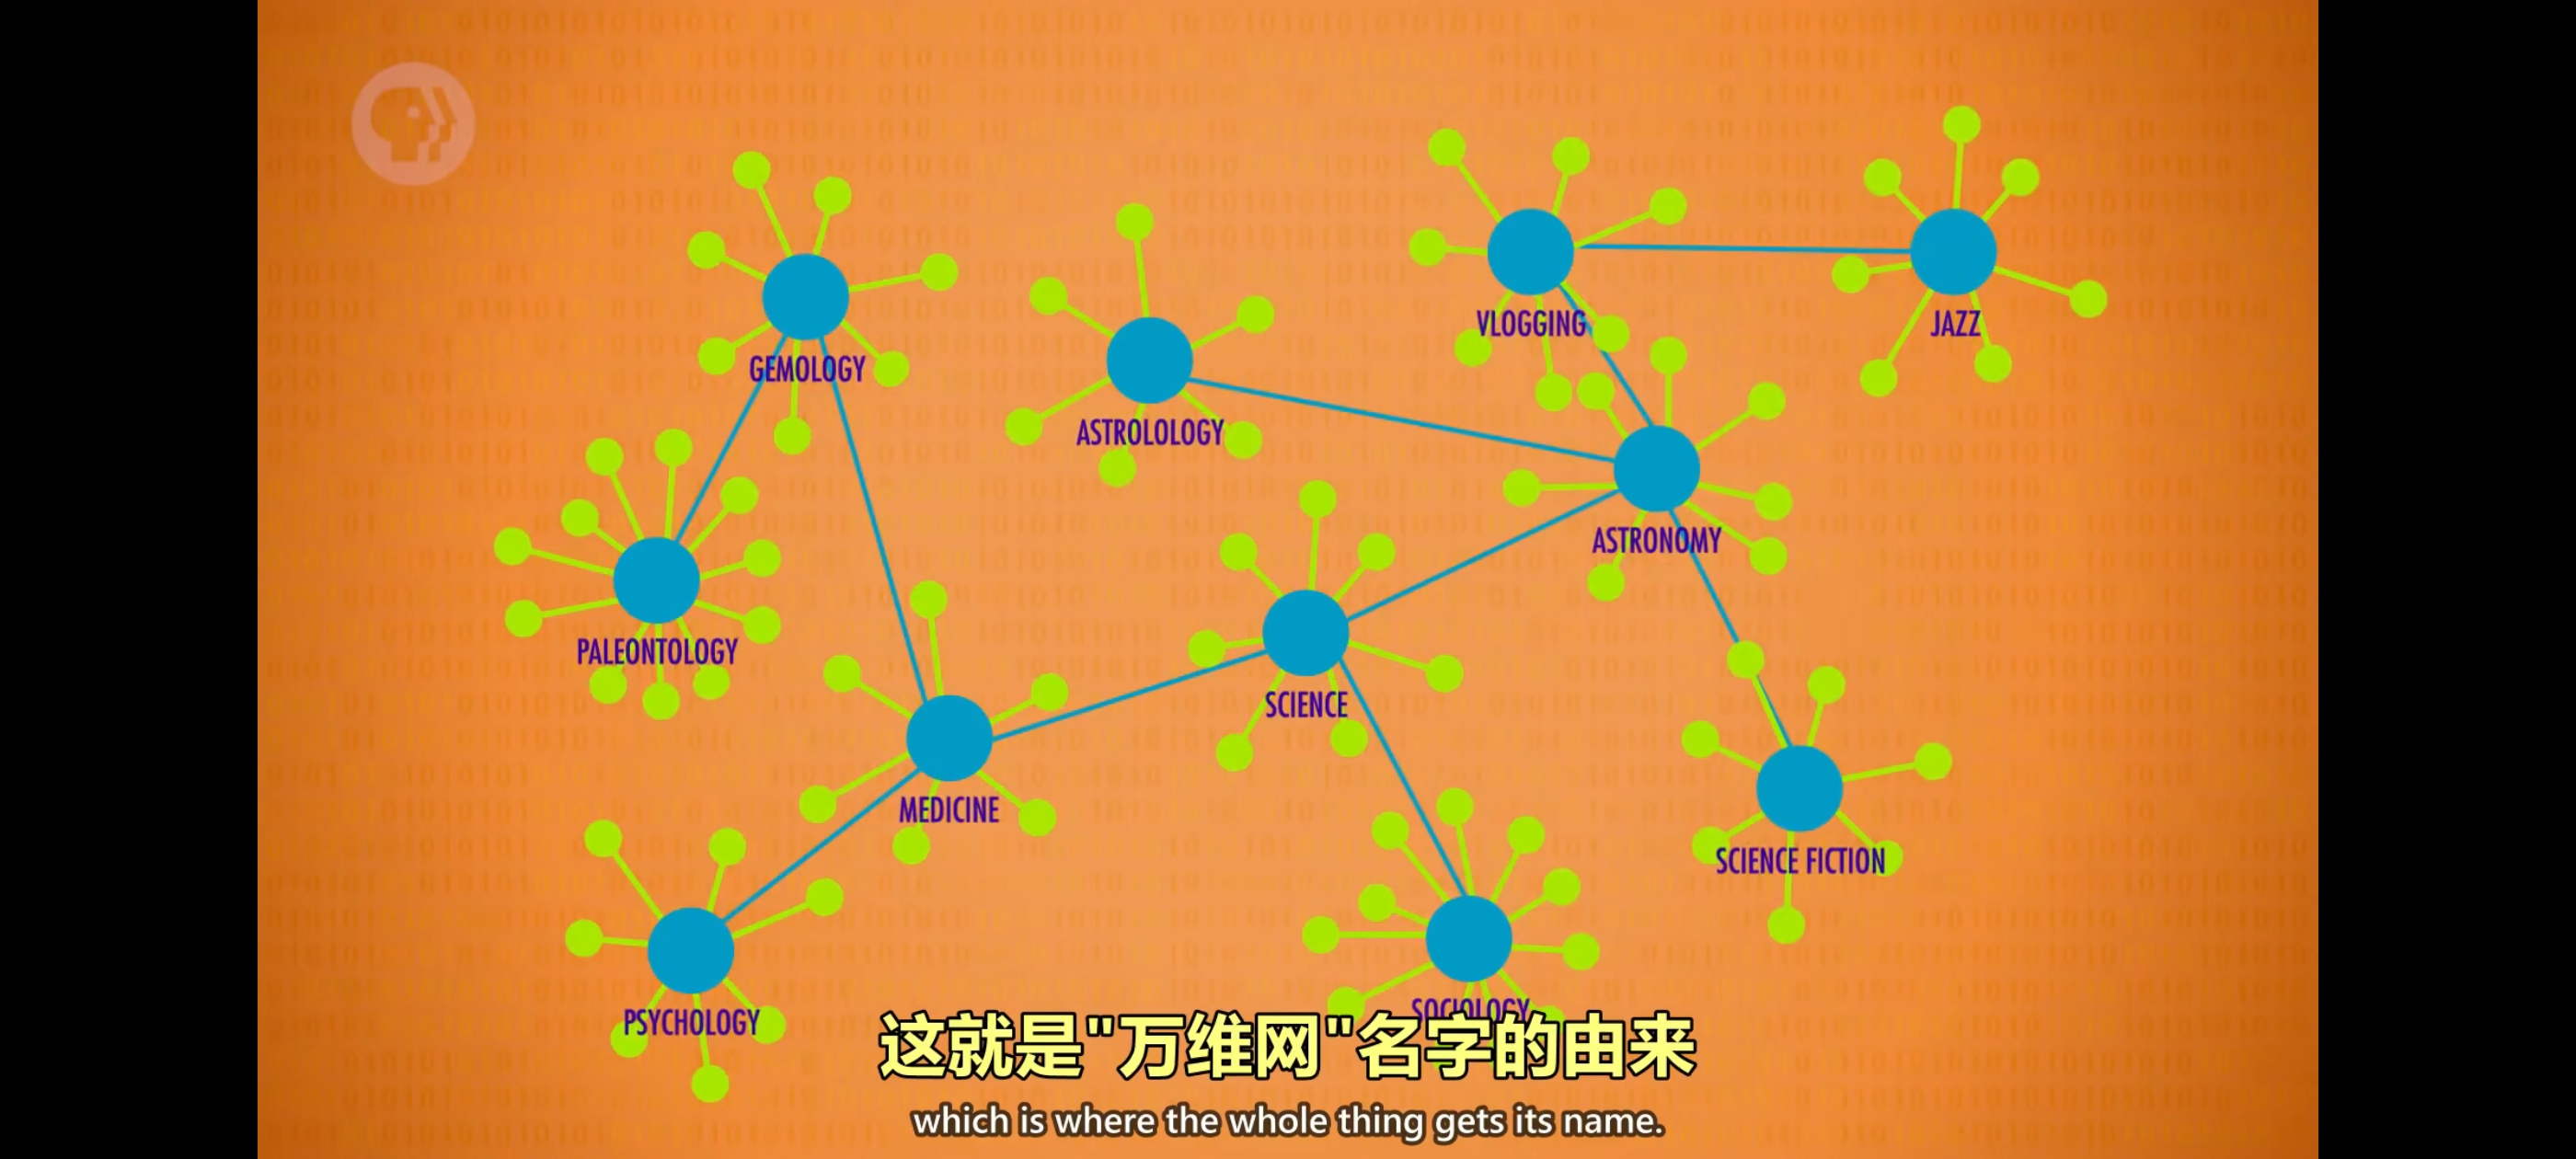 VLOGGING
JAZZ
GEMOLOGY
ASTROLOLOGY
ASTRONOMY
PALEONTOLOGY
SCIENCE
MEDICINE
SCIENCE FICTION
SOCIOLOGY
PSYCHOLOGY
这就是"万维网"名字的由来
which is where the whole thing gets its name.